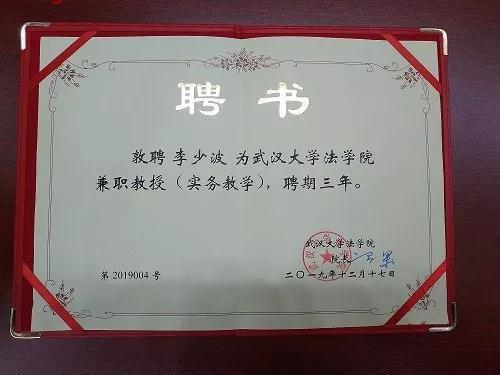 聘书
敦聘 李少波 为武汉大学法学院
兼职教授（实务教学），聘期三年。
武汉大学法学院
院长
第 2019004 号
二〇一九年十二月十七日